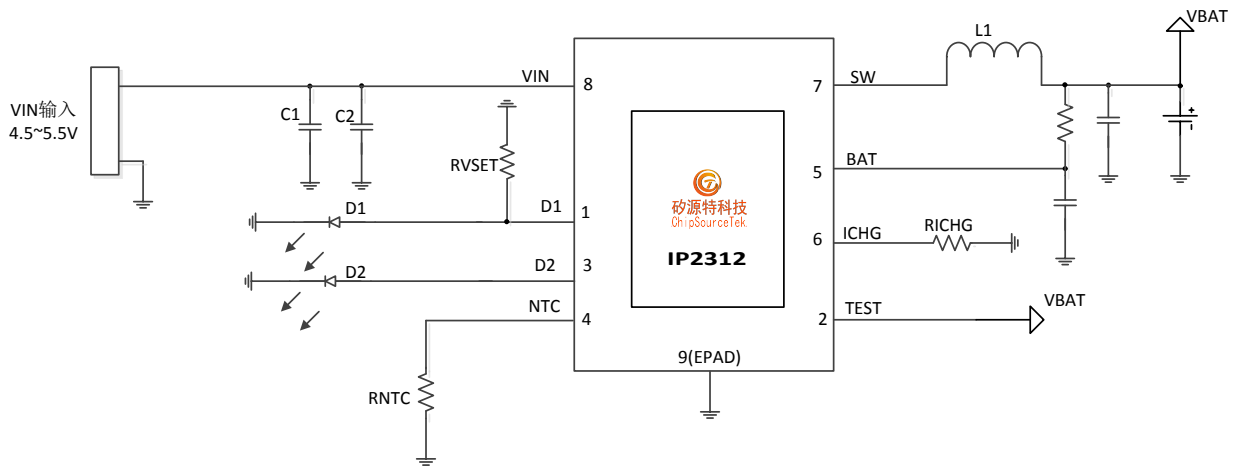 VBAT
L1
VIN
8
7
SW
VIN输入
4.5~5.5V
C1
C2
RVSET
BAT
5
矽源特科技
ChipSourceTek.
D1
D1
1
6
ICHG
RICHG
IP2312
D2
D2
3
NTC
4
2
TEST
VBAT
9(EPAD)
RNTC
+